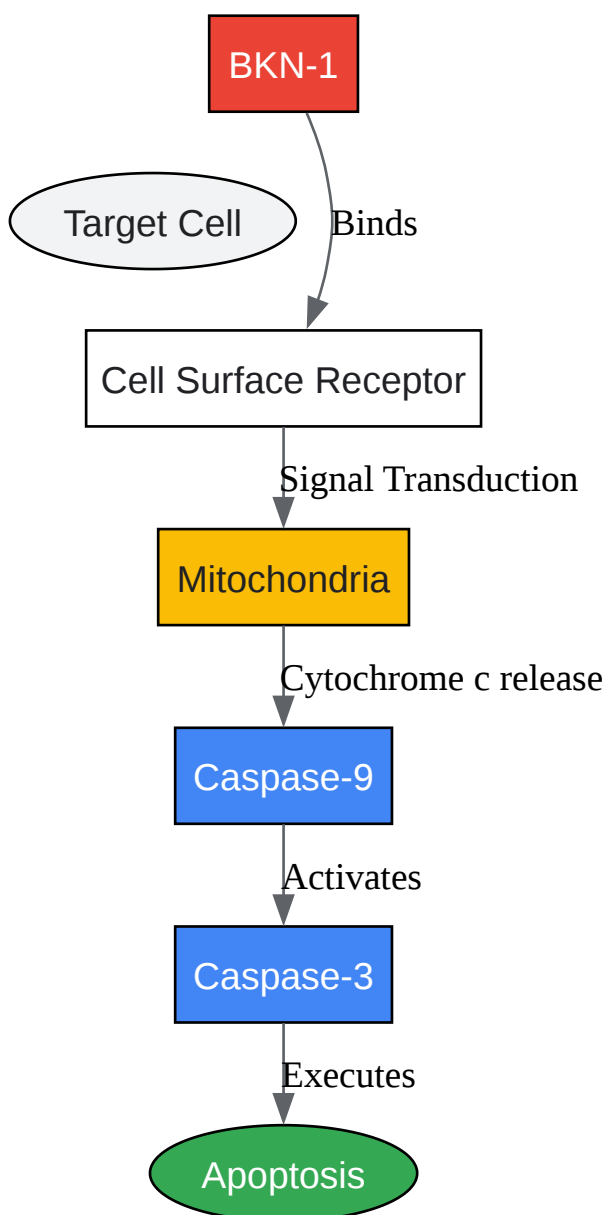 BKN-1
Target Cell
Binds
Cell Surface Receptor
Signal Transduction
Mitochondria
Cytochrome c release
Caspase-9
Activates
Caspase-3
Executes
Apoptosis